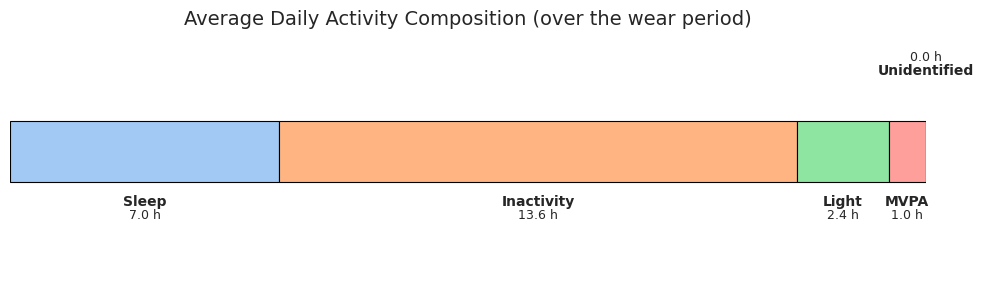 Average Daily Activity Composition (over the wear period)
0.0 h
Unidentified
Sleep
7.0 h
Inactivity
13.6 h
Light
2.4 h
MVPA
1.0 h